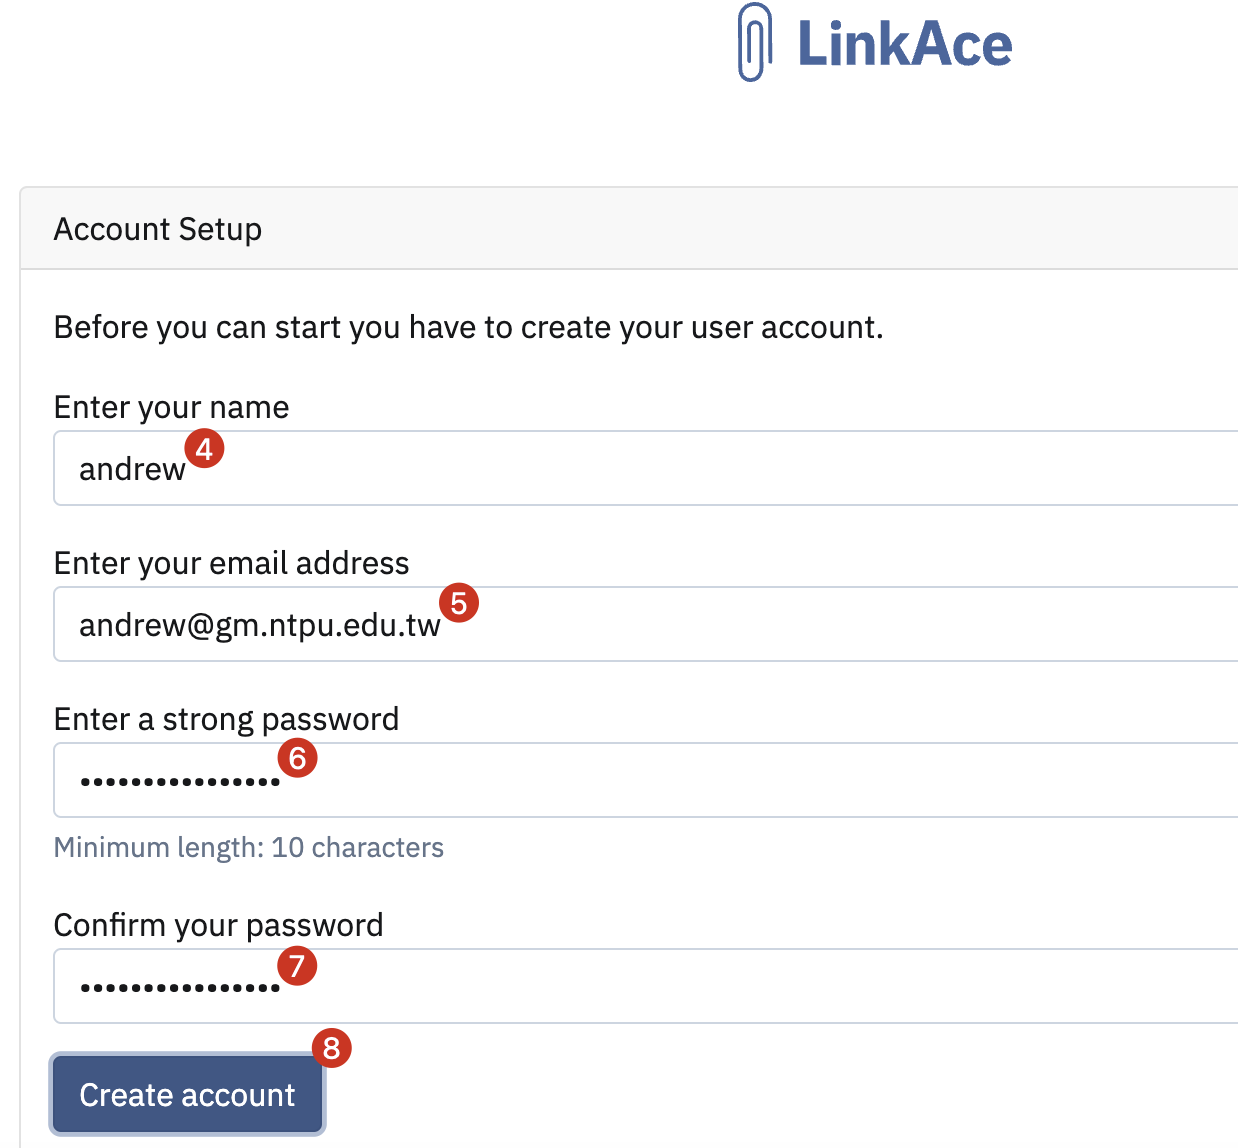 LinkAce
Account Setup
Before you can start you have to create your user account.
Enter your name
andrew 4
Enter your email address
andrew@gm.ntpu.edu.tw 5
Enter a strong password
•••••••••••••••• 6
Minimum length: 10 characters
Confirm your password
•••••••••••••••• 7
Create account 8